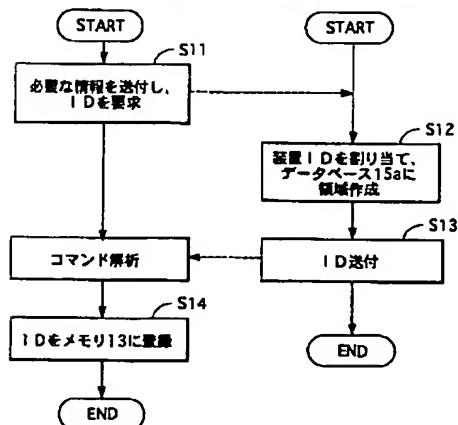 START
START
S11
必要な情報を送付し、
IDを要求
S12
装置IDを割り当て、
データベース15aに
領域作成
S13
コマンド解析
ID送付
S14
IDをメモリ13に登録
END
END